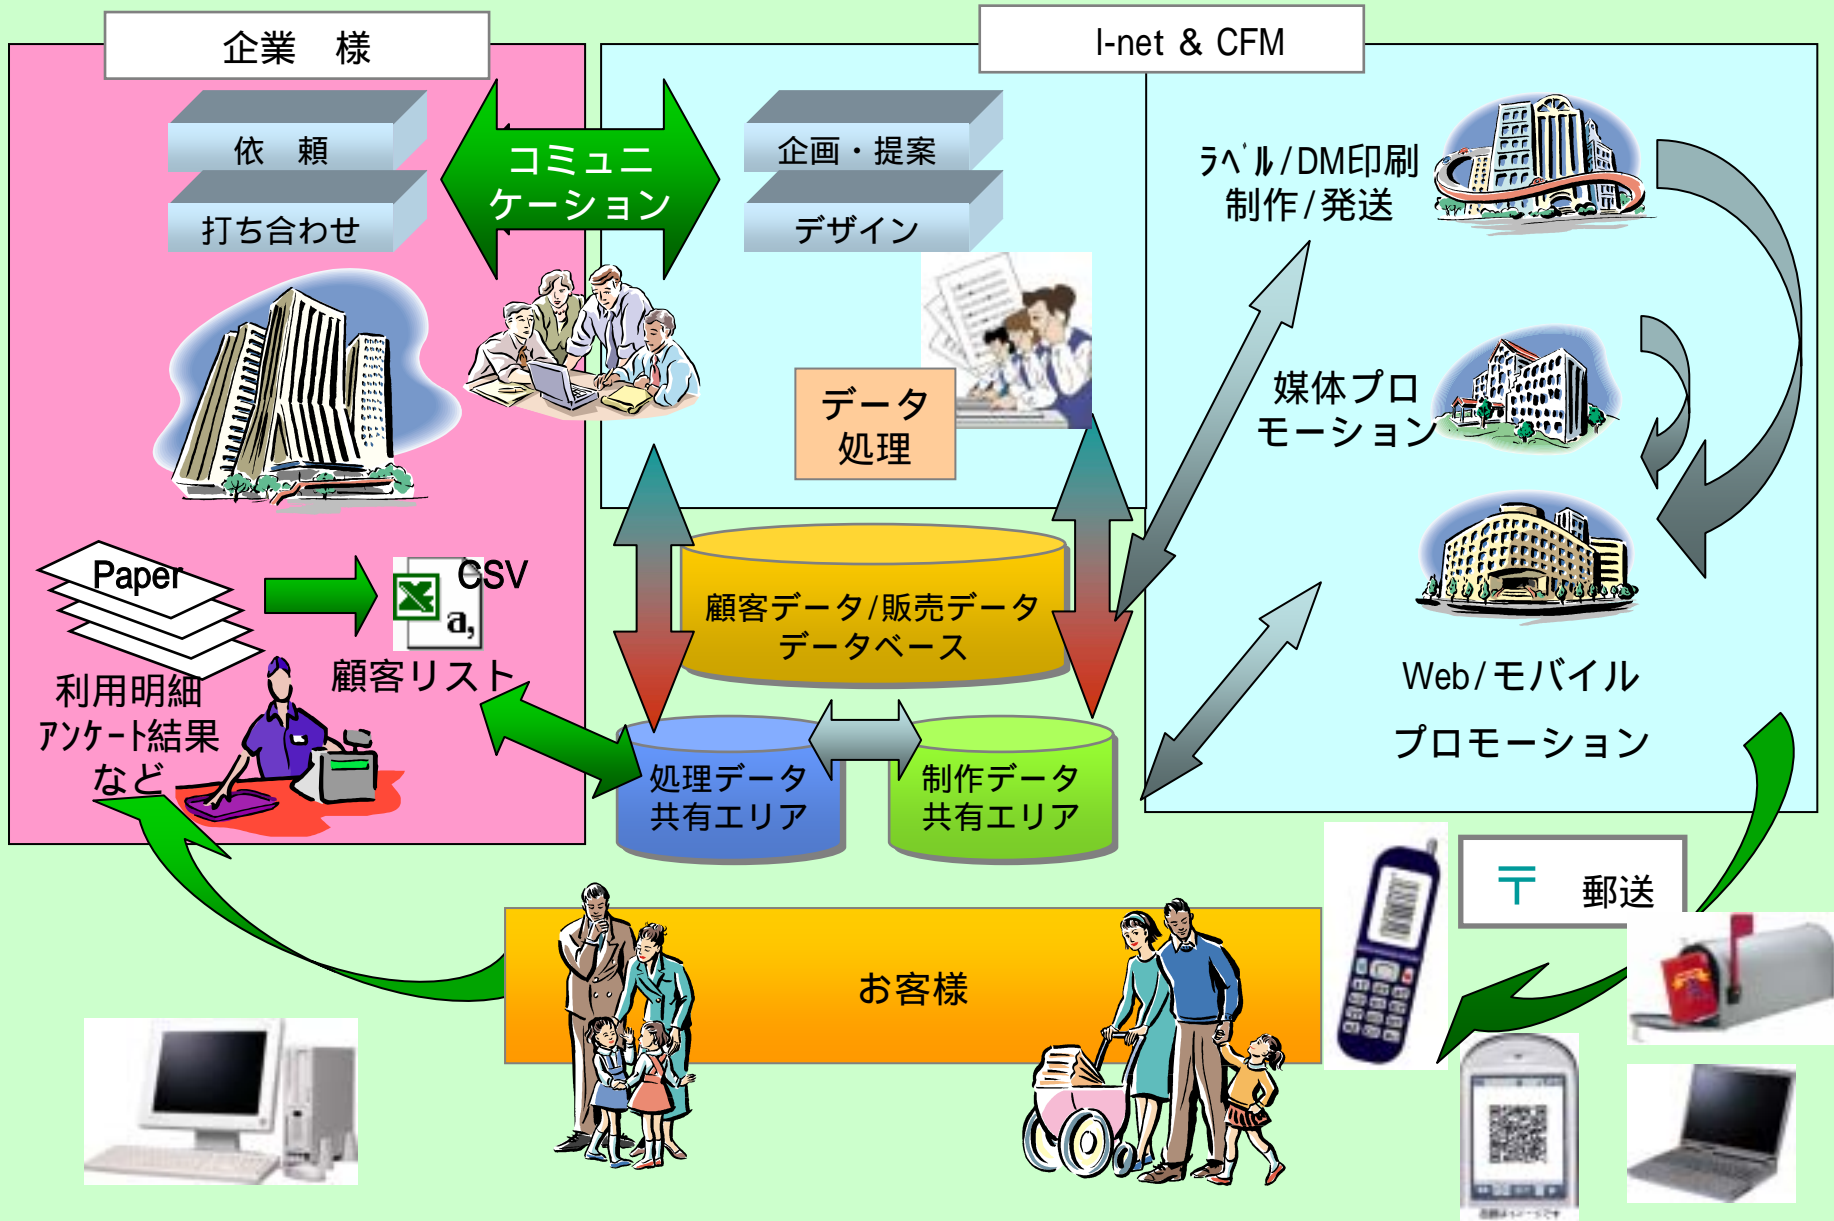 企業　様
I-net & CFM
依　頼
打ち合わせ
コミュニ
ケーション
企画・提案
デザイン
データ
処理
ﾗﾍﾞﾙ/DM印刷
制作/発送
媒体プロ
モーション
Web/モバイル
プロモーション
Paper
CSV
a,
顧客リスト
利用明細
ｱﾝｹｰﾄ結果
など
顧客データ/販売データ
データベース
処理データ
共有エリア
制作データ
共有エリア
〒　郵送
お客様